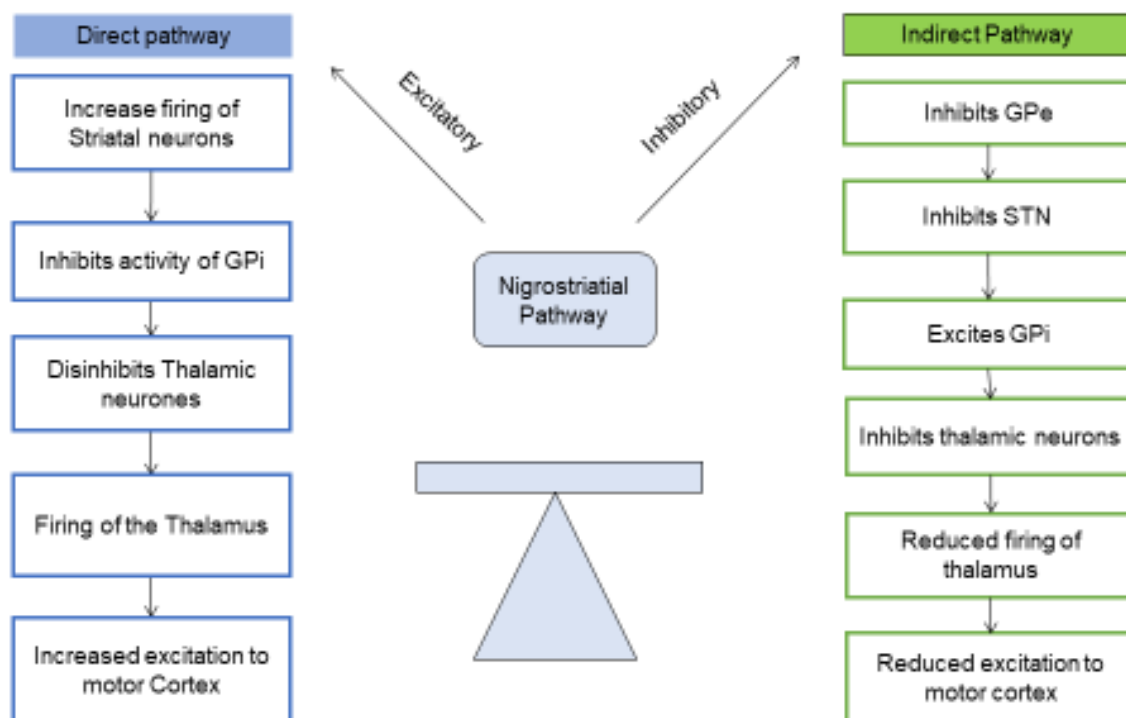 Direct pathway
Increase firing of
Striatal neurons
Inhibits activity of GPi
Disinhibits Thalamic
neurones
Firing of the Thalamus
Increased excitation to
motor Cortex
Excitatory
Inhibitory
Nigrostriatial
Pathway
Indirect Pathway
Inhibits GPe
Inhibits STN
Excites GPi
Inhibits thalamic neurons
Reduced firing of
thalamus
Reduced excitation to
motor cortex